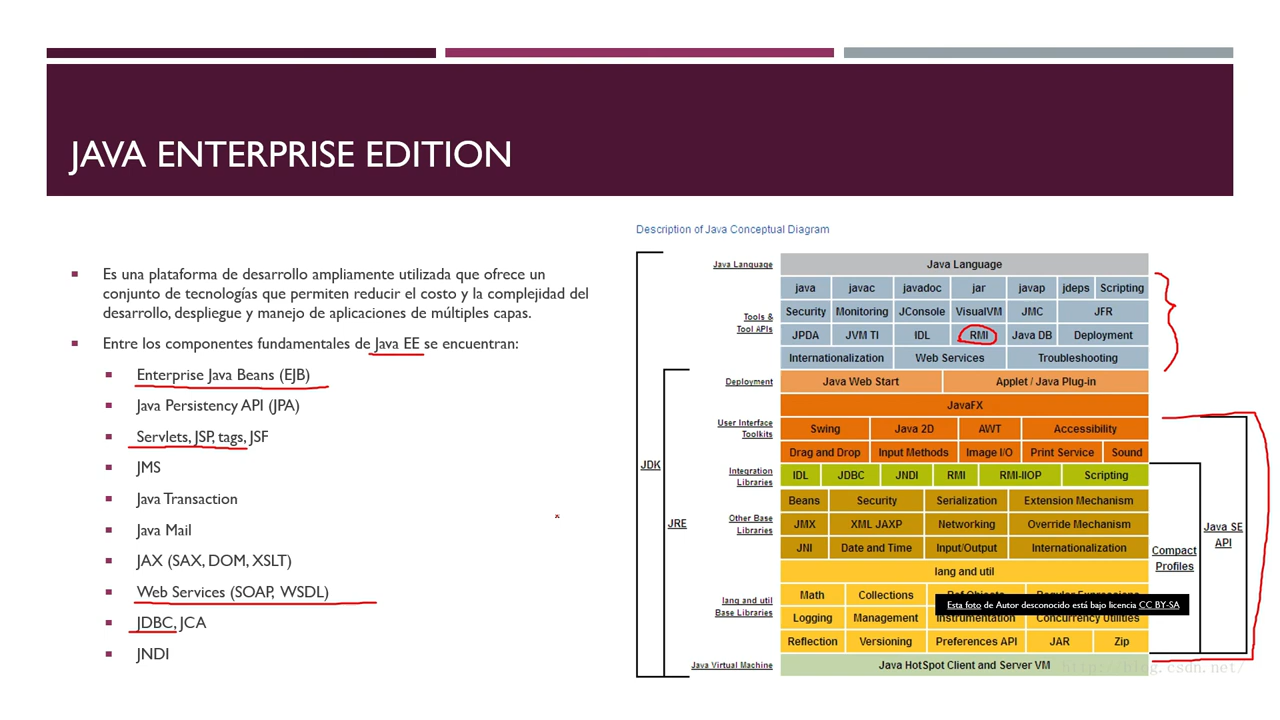 JAVA ENTERPRISE EDITION
Es una plataforma de desarrollo ampliamente utilizada que ofrece un
conjunto de tecnologías que permiten reducir el costo y la complejidad del
desarrollo, despliegue y manejo de aplicaciones de múltiples capas.
Entre los componentes fundamentales de Java EE se encuentran:
Enterprise Java Beans (EJB)
Java Persistency API (JPA)
Servlets, JSP, tags, JSF
JMS
Java Transaction
Java Mail
JAX (SAX, DOM, XSLT)
Web Services (SOAP, WSDL)
JDBC, JCA
JNDI
Description of Java Conceptual Diagram
Java Language Java Language
java javac javadoc jar javap jdeps Scripting
Security Monitoring JConsole VisualVM JMC JFR
Tools &
Tool APIs
JPDA JVM TI IDL RMI Java DB Deployment
Internationalization Web Services Troubleshooting
Deployment Java Web Start Applet / Java Plug-in
JavaFX
User Interface
Toolkits
Swing Java 2D AWT Accessibility
Drag and Drop Input Methods Image I/O Print Service Sound
Integration
Libraries
IDL JDBC JNDI RMI RMI-IIOP Scripting
Beans Security Serialization Extension Mechanism
Other Base
Libraries
JMX XML JAXP Networking Override Mechanism
JNI Date and Time Input/Output Internationalization
lang and util
lang and util
Base Libraries
Math Collections Ref Objects Regular Expressions
Esta foto de Autor desconocido está bajo licencia CC BY-SA
Logging Management Instrumentation Concurrency Utilities
Reflection Versioning Preferences API JAR Zip
Java Virtual Machine Java HotSpot Client and Server VM
JDK
JRE
Compact
Profiles
Java SE
API
http://blog.csdn.net/